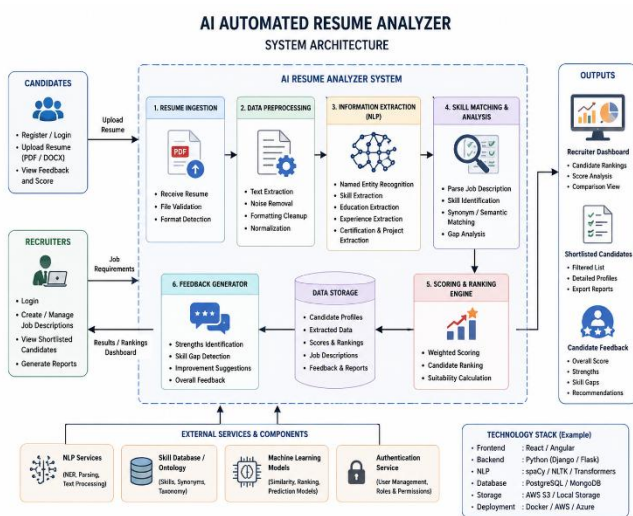 AI AUTOMATED RESUME ANALYZER
SYSTEM ARCHITECTURE
CANDIDATES
• Register / Login
• Upload Resume
(PDF / DOCX)
• View Feedback
and Score
Upload
Resume
RECRUITERS
• Login
• Create / Manage
Job Descriptions
• View Shortlisted
Candidates
• Generate Reports
Job
Requirements
Results / Rankings
Dashboard
AI RESUME ANALYZER SYSTEM
1. RESUME INGESTION
PDF
• Receive Resume
• File Validation
• Format Detection
2. DATA PREPROCESSING
• Text Extraction
• Noise Removal
• Formatting Cleanup
• Normalization
3. INFORMATION EXTRACTION
(NLP)
• Named Entity Recognition
• Skill Extraction
• Education Extraction
• Experience Extraction
• Certification & Project
Extraction
4. SKILL MATCHING &
ANALYSIS
• Parse Job Description
• Skill Identification
• Synonym / Semantic
Matching
• Gap Analysis
6. FEEDBACK GENERATOR
• Strengths Identification
• Skill Gap Detection
• Improvement Suggestions
• Overall Feedback
DATA STORAGE
• Candidate Profiles
• Extracted Data
• Scores & Rankings
• Job Descriptions
• Feedback & Reports
5. SCORING & RANKING
ENGINE
• Weighted Scoring
• Candidate Ranking
• Suitability Calculation
OUTPUTS
Recruiter Dashboard
• Candidate Rankings
• Score Analysis
• Comparison View
Shortlisted Candidates
• Filtered List
• Detailed Profiles
• Export Reports
Candidate Feedback
• Overall Score
• Strengths
• Skill Gaps
• Recommendations
EXTERNAL SERVICES & COMPONENTS
NLP Services
(NER, Parsing,
Text Processing)
Skill Database /
Ontology
(Skills, Synonyms,
Taxonomy)
Machine Learning
Models
(Similarity, Ranking,
Prediction Models)
Authentication
Service
(User Management,
Roles & Permissions)
TECHNOLOGY STACK (Example)
• Frontend : React / Angular
• Backend : Python (Django / Flask)
• NLP : spaCy / NLTK / Transformers
• Database : PostgreSQL / MongoDB
• Storage : AWS S3 / Local Storage
• Deployment : Docker / AWS / Azure